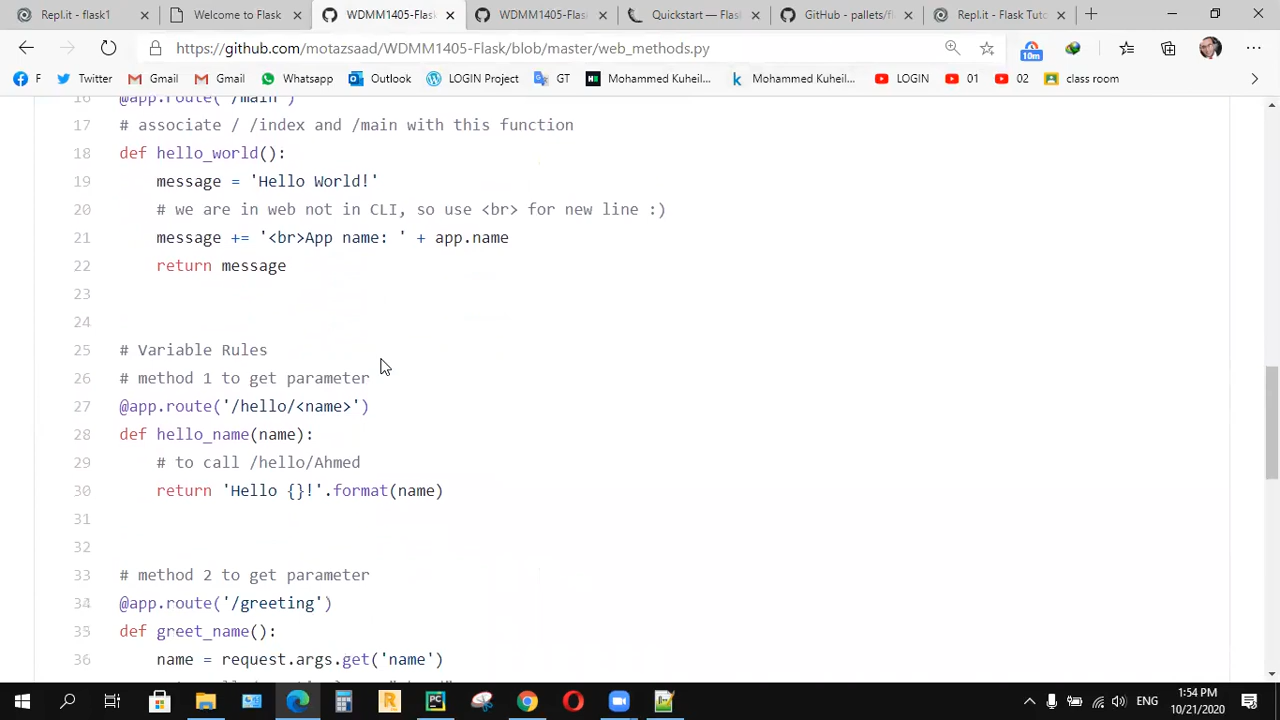 Repl.it - flask1
Welcome to Flask
WDMM1405-Flas
WDMM1405-Flas
Quickstart — Flas
GitHub - pallets/f
Repl.it - Flask Tuto
https://github.com/motazsaad/WDMM1405-Flask/blob/master/web_methods.py
10m
F
Twitter
Gmail
Gmail
Whatsapp
Outlook
LOGIN Project
GT
Mohammed Kuheil...
Mohammed Kuheil...
LOGIN
01
02
class room
16 @app.route('/main')
17 # associate / /index and /main with this function
18 def hello_world():
19 message = 'Hello World!'
20 # we are in web not in CLI, so use <br> for new line :)
21 message += '<br>App name: ' + app.name
22 return message
23
24
25 # Variable Rules
26 # method 1 to get parameter
27 @app.route('/hello/<name>')
28 def hello_name(name):
29 # to call /hello/Ahmed
30 return 'Hello {}!'.format(name)
31
32
33 # method 2 to get parameter
34 @app.route('/greeting')
35 def greet_name():
36 name = request.args.get('name')
ENG
1:54 PM
10/21/2020